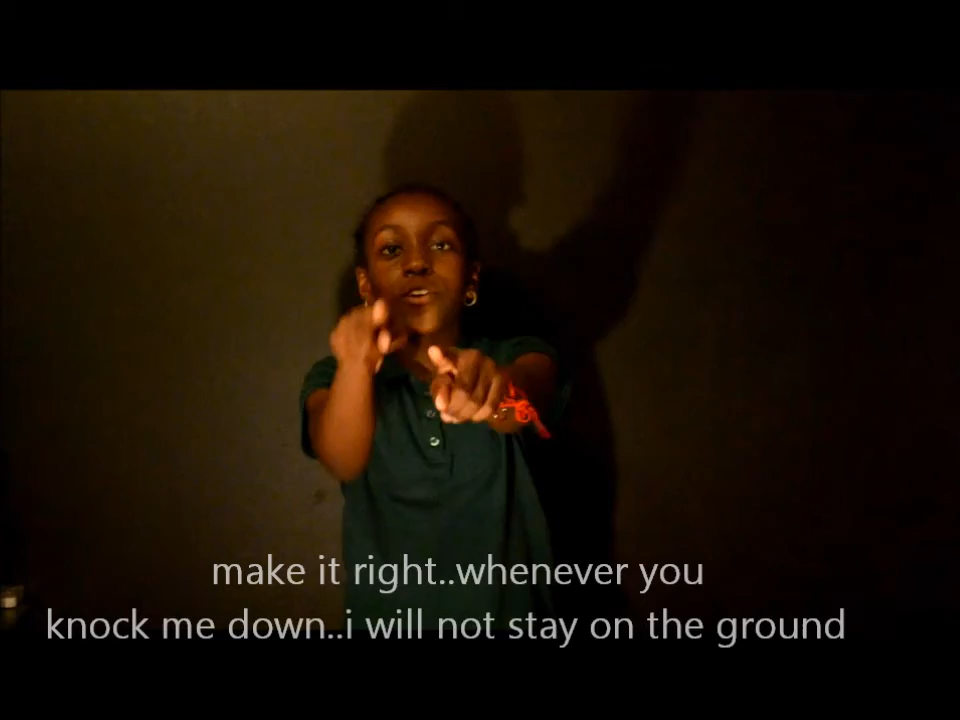 make it right..whenever you
knock me down..i will not stay on the ground